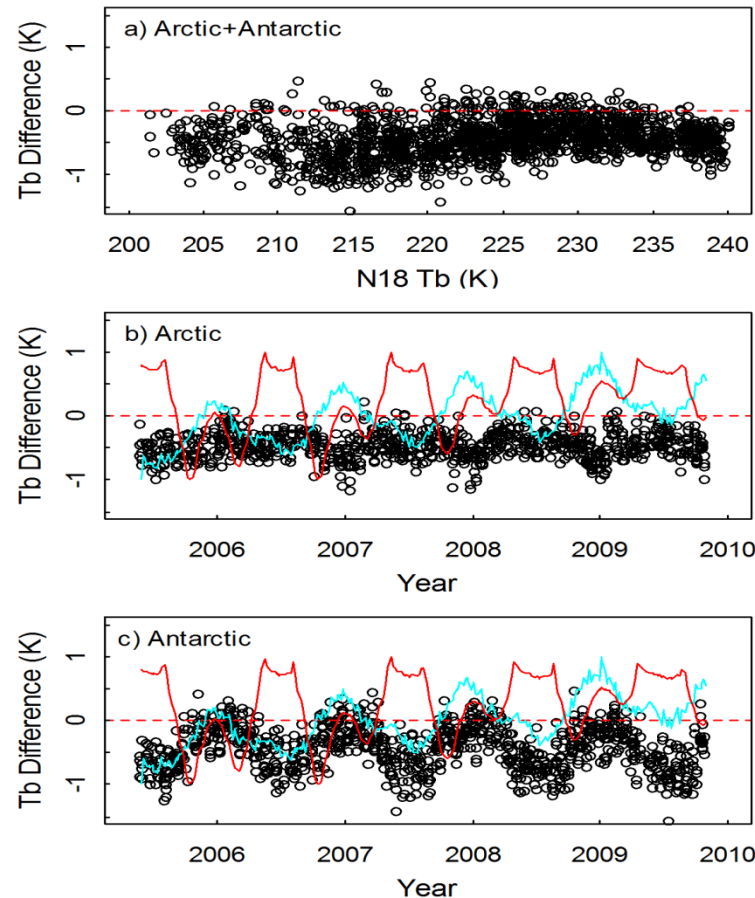 a) Arctic+Antarctic
Tb Difference (K)
1
0
-1
200 205 210 215 220 225 230 235 240
N18 Tb (K)
b) Arctic
Tb Difference (K)
1
0
-1
2006 2007 2008 2009 2010
Year
c) Antarctic
Tb Difference (K)
1
0
-1
2006 2007 2008 2009 2010
Year